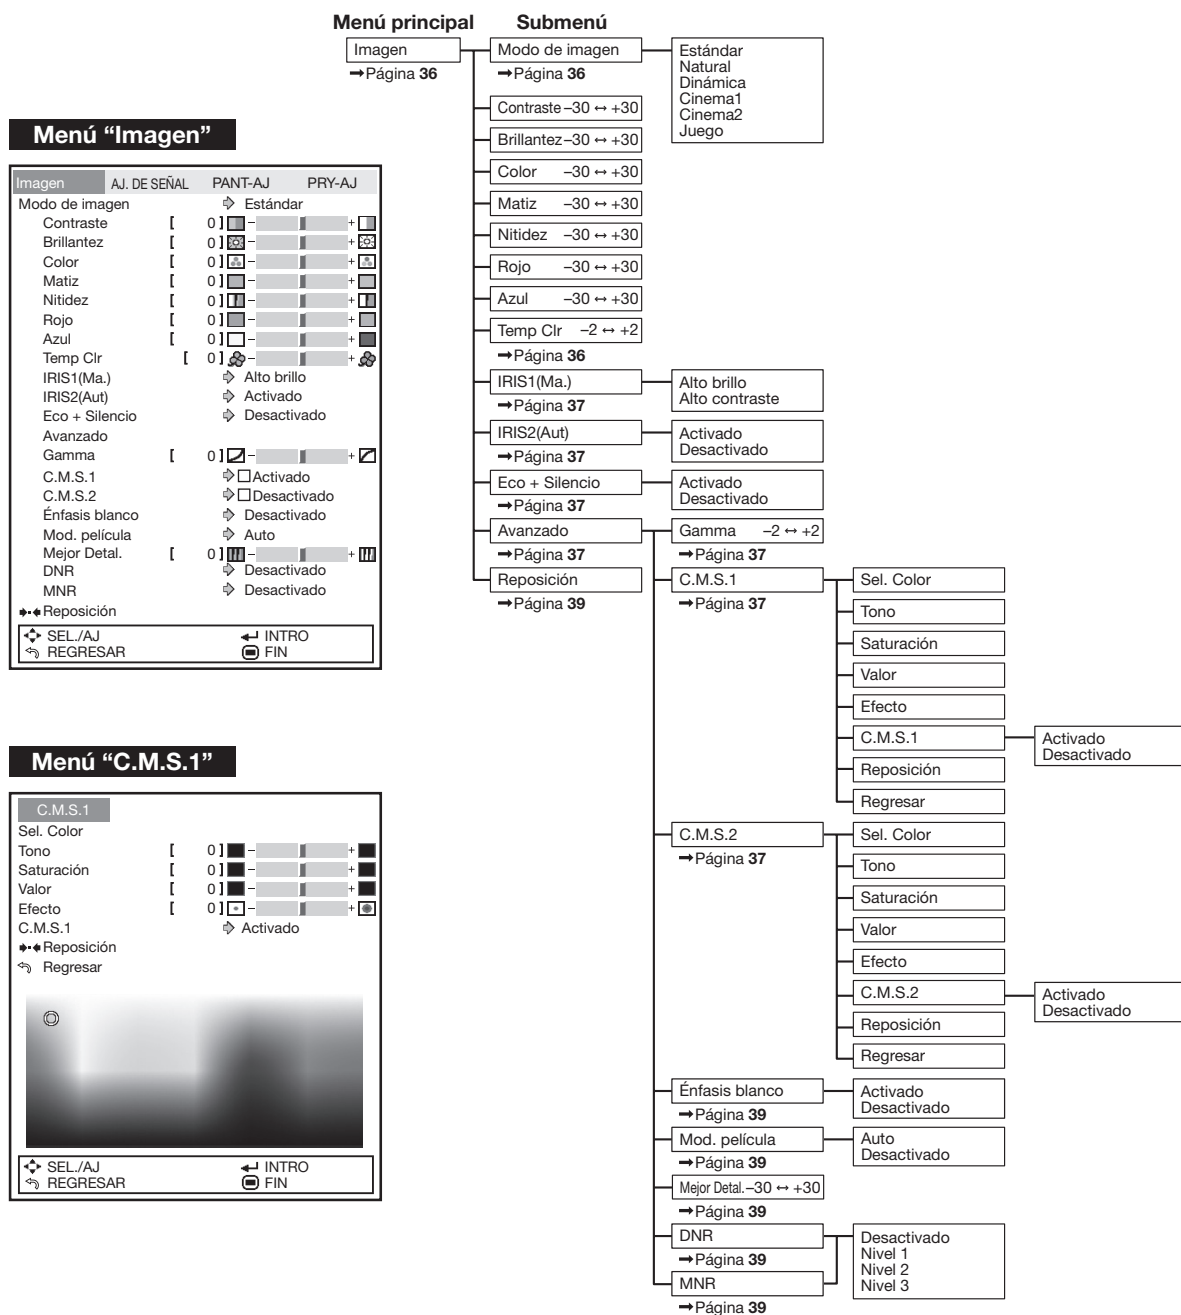 Menú principal
Submenú
Imagen
➞Página 36
Modo de imagen
➞Página 36
Estándar
Natural
Dinámica
Cinema1
Cinema2
Juego
Contraste –30 ↔ +30
Brillantez –30 ↔ +30
Color –30 ↔ +30
Matiz –30 ↔ +30
Nitidez –30 ↔ +30
Rojo –30 ↔ +30
Azul –30 ↔ +30
Temp Clr –2 ↔ +2
➞Página 36
IRIS1(Ma.)
➞Página 37
Alto brillo
Alto contraste
IRIS2(Aut)
➞Página 37
Activado
Desactivado
Eco + Silencio
➞Página 37
Activado
Desactivado
Avanzado
➞Página 37
Reposición
➞Página 39
Gamma –2 ↔ +2
➞Página 37
C.M.S.1
➞Página 37
Sel. Color
Tono
Saturación
Valor
Efecto
C.M.S.1
Activado
Desactivado
Reposición
Regresar
C.M.S.2
➞Página 37
Sel. Color
Tono
Saturación
Valor
Efecto
C.M.S.2
Activado
Desactivado
Reposición
Regresar
Énfasis blanco
➞Página 39
Activado
Desactivado
Mod. película
➞Página 39
Auto
Desactivado
Mejor Detal. –30 ↔ +30
➞Página 39
DNR
➞Página 39
MNR
➞Página 39
Desactivado
Nivel 1
Nivel 2
Nivel 3
Menú “Imagen”
Imagen AJ. DE SEÑAL PANT-AJ PRY-AJ
Modo de imagen Estándar
Contraste [ 0 ] – +
Brillantez [ 0 ] – +
Color [ 0 ] – +
Matiz [ 0 ] – +
Nitidez [ 0 ] – +
Rojo [ 0 ] – +
Azul [ 0 ] – +
Temp Clr [ 0 ] – +
IRIS1(Ma.) Alto brillo
IRIS2(Aut) Activado
Eco + Silencio Desactivado
Avanzado
Gamma [ 0 ] – +
C.M.S.1 Activado
C.M.S.2 Desactivado
Énfasis blanco Desactivado
Mod. película Auto
Mejor Detal. [ 0 ] – +
DNR Desactivado
MNR Desactivado
Reposición
SEL./AJ INTRO
REGRESAR FIN
Menú “C.M.S.1”
C.M.S.1
Sel. Color
Tono [ 0 ] – +
Saturación [ 0 ] – +
Valor [ 0 ] – +
Efecto [ 0 ] – +
C.M.S.1 Activado
Reposición
Regresar
SEL./AJ INTRO
REGRESAR FIN